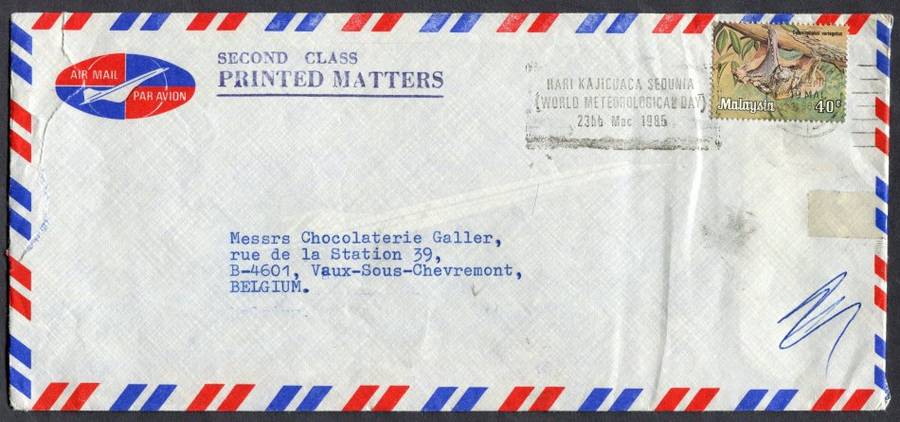 AIR MAIL
PAR AVION
SECOND CLASS
PRINTED MATTERS
HARI KAJICUACA SEDUNIA
(WORLD METEOROLOGICAL DAY)
23hb Mac 1985
Malaysia 40c
Messrs Chocolaterie Galler,
rue de la Station 39,
B-4601, Vaux-Sous-Chevremont,
BELGIUM.